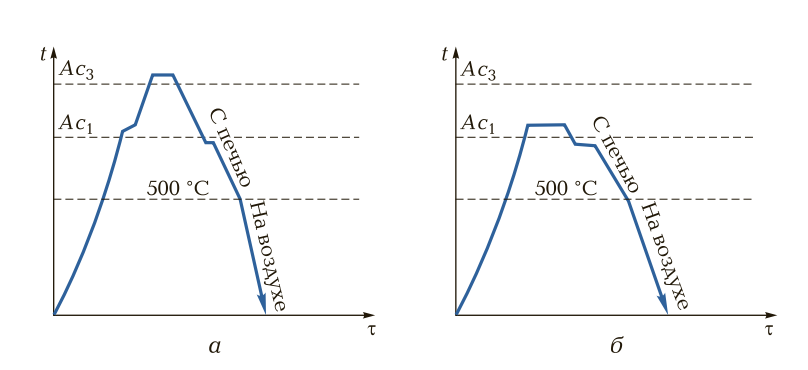 t
Ac₃
Ac₁
500 °C
С печью
На воздухе
τ
а
t
Ac₃
Ac₁
500 °C
С печью
На воздухе
τ
б